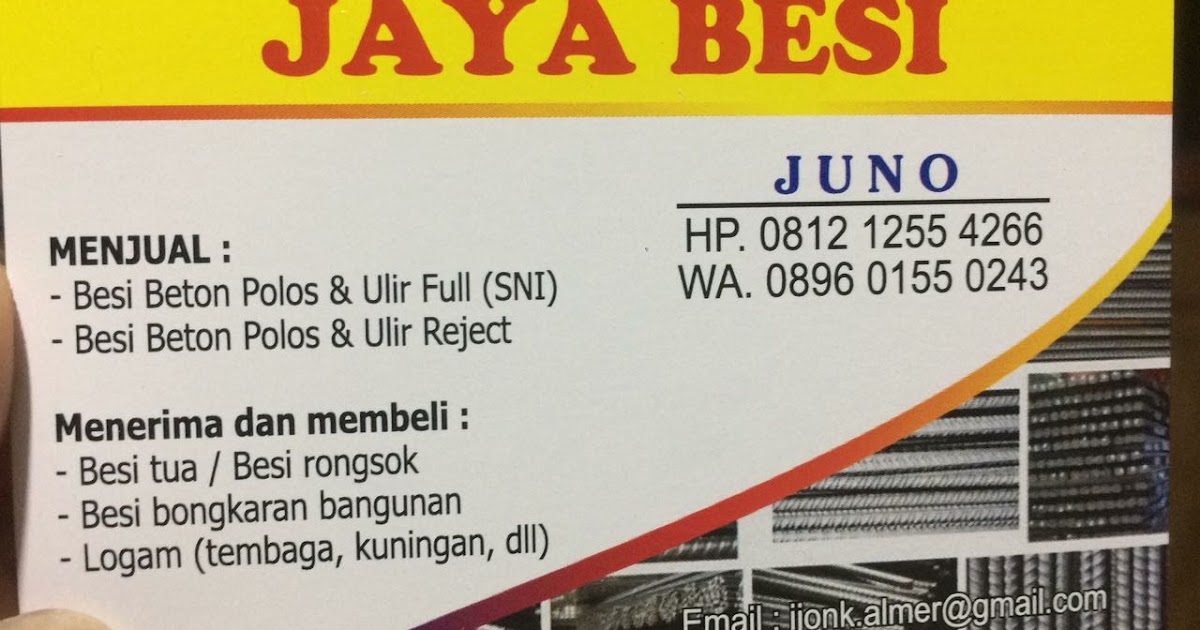 JAYA BESI
JUNO
HP. 0812 1255 4266
WA. 0896 0155 0243
MENJUAL :
- Besi Beton Polos & Ulir Full (SNI)
- Besi Beton Polos & Ulir Reject
Menerima dan membeli :
- Besi tua / Besi rongsok
- Besi bongkaran bangunan
- Logam (tembaga, kuningan, dll)
Email : jjonk.almer@gmail.com